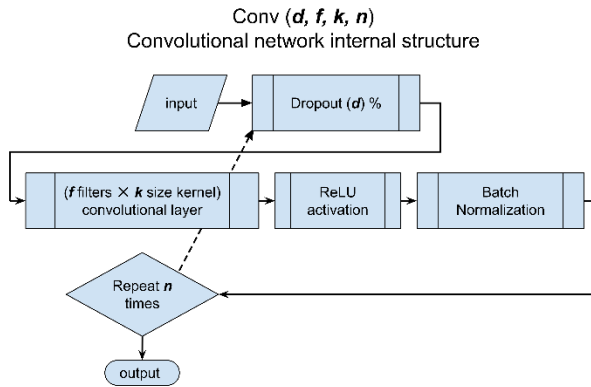 Conv (d, f, k, n)
Convolutional network internal structure
input
Dropout (d) %
(f filters × k size kernel)
convolutional layer
ReLU
activation
Batch
Normalization
Repeat n
times
output